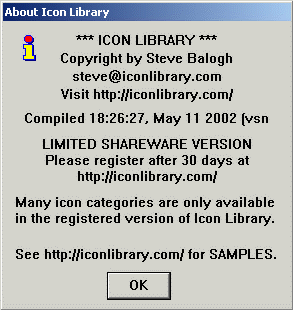 About Icon Library
*** ICON LIBRARY ***
Copyright by Steve Balogh
steve@iconlibrary.com
Visit http://iconlibrary.com/
Compiled 18:26:27, May 11 2002 (vsn
LIMITED SHAREWARE VERSION
Please register after 30 days at
http://iconlibrary.com/
Many icon categories are only available
in the registered version of Icon Library.
See http://iconlibrary.com/ for SAMPLES.
OK